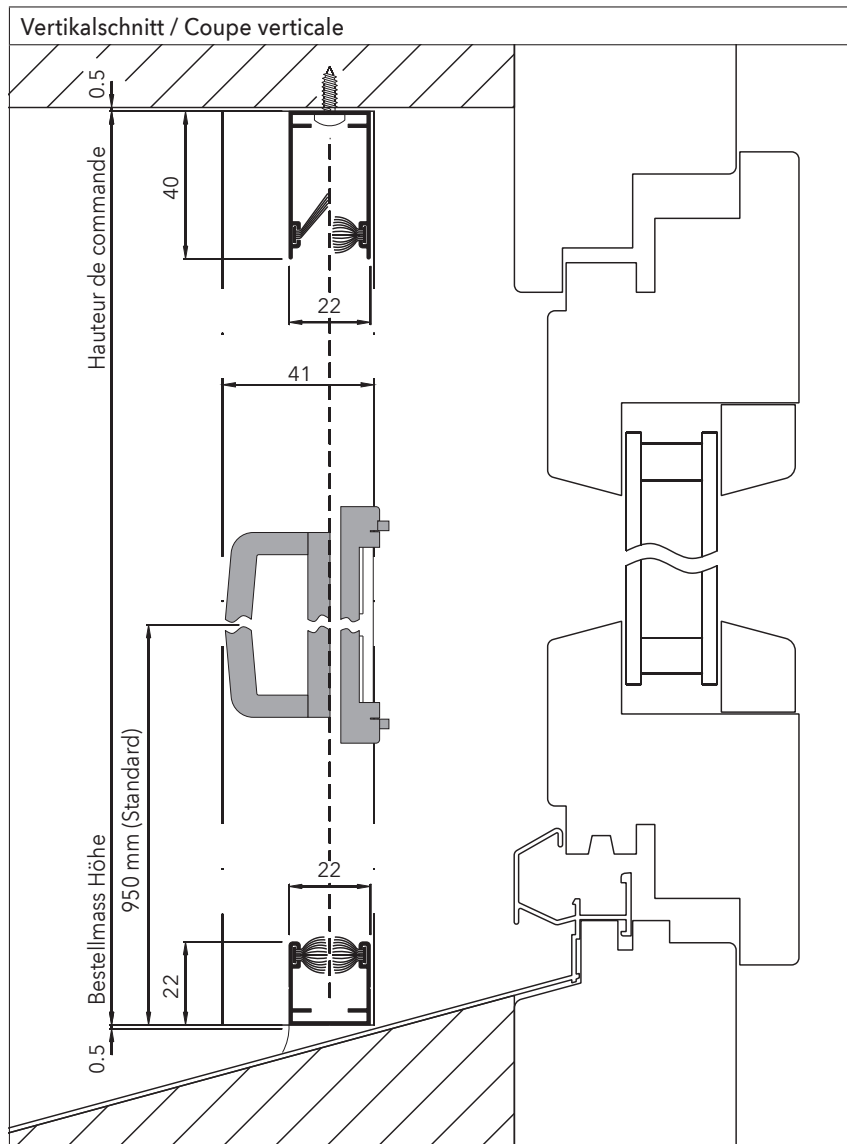 Vertikalschnitt / Coupe verticale
0.5
Hauteur de commande
40
22
41
950 mm (Standard)
Bestellmass Höhe
22
22
0.5